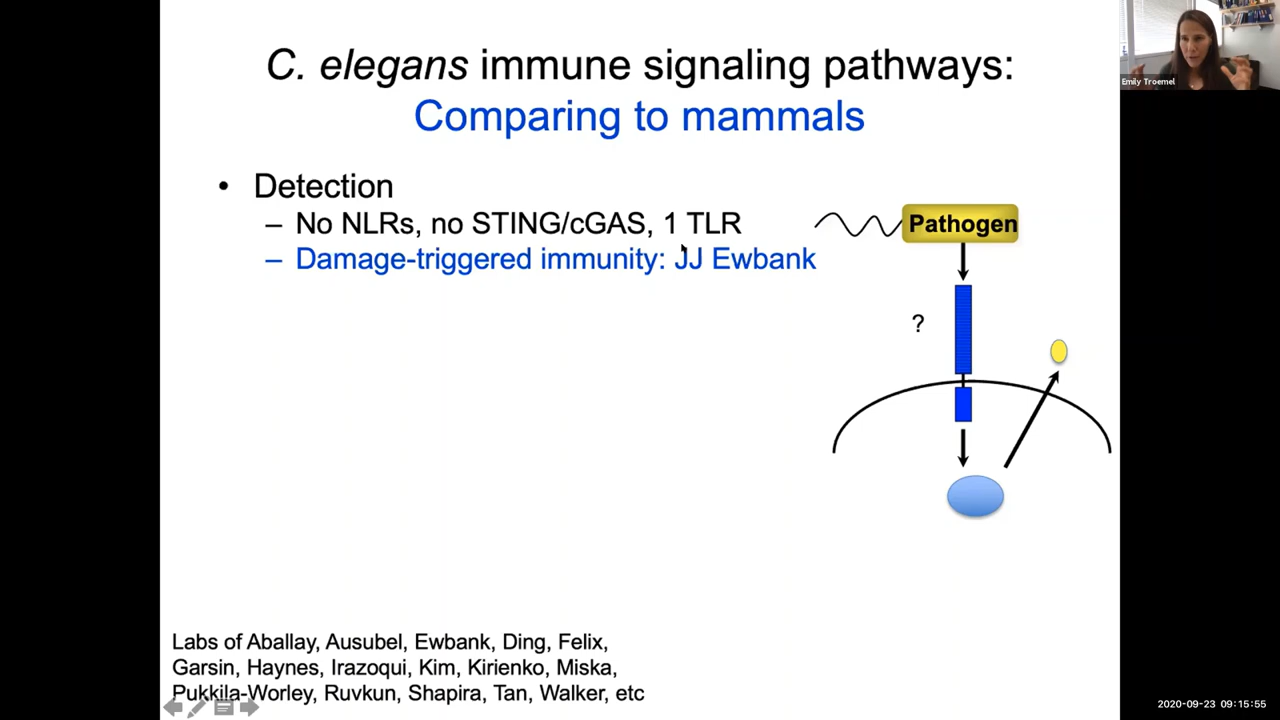 C. elegans immune signaling pathways:
Comparing to mammals
• Detection
– No NLRs, no STING/cGAS, 1 TLR
– Damage-triggered immunity: JJ Ewbank
Pathogen
?
Labs of Aballay, Ausubel, Ewbank, Ding, Felix,
Garsin, Haynes, Irazoqui, Kim, Kirienko, Miska,
Pukkila-Worley, Ruvkun, Shapira, Tan, Walker, etc
Emily Troemel
2020-09-23 09:15:55